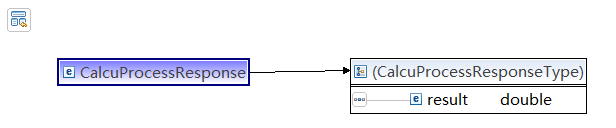 e CalcuProcessResponse
(CalcuProcessResponseType)
e result double